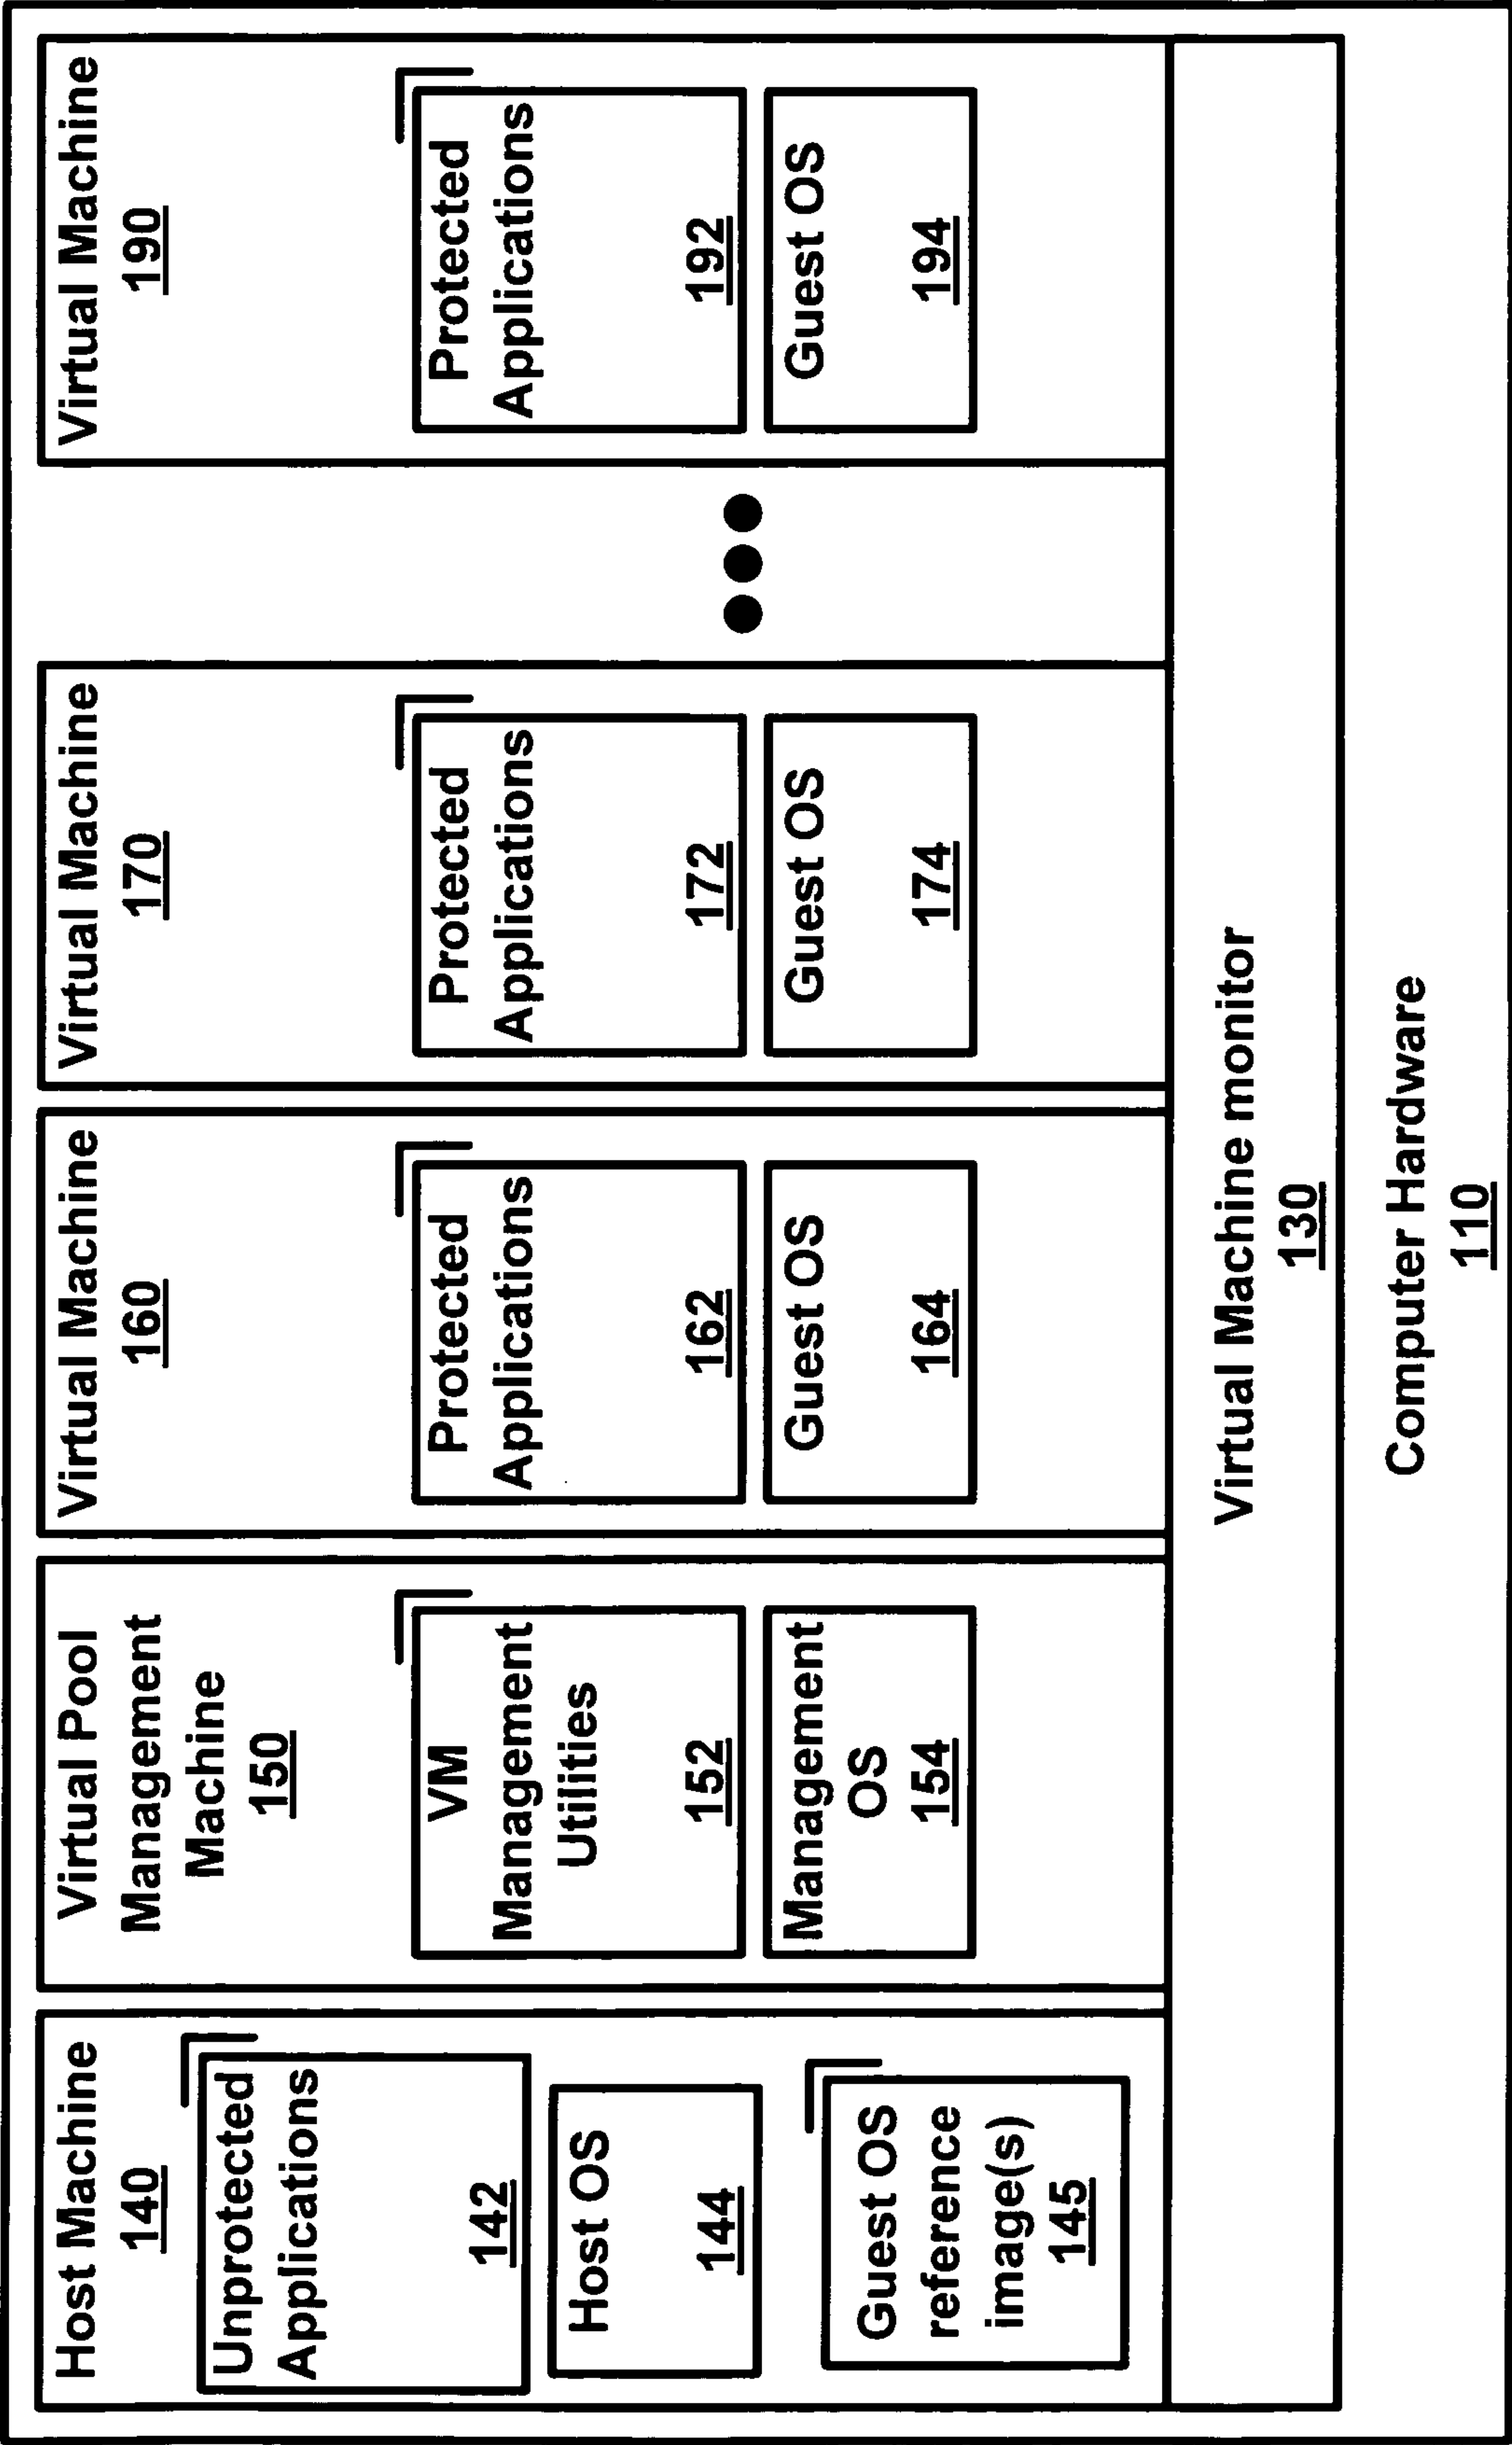 Host Machine
140
Unprotected
Applications
142
Host OS
144
Guest OS
reference
image(s)
145
Virtual Pool
Management
Machine
150
VM
Management
Utilities
152
Management
OS
154
Virtual Machine
160
Protected
Applications
162
Guest OS
164
Virtual Machine
170
Protected
Applications
172
Guest OS
174
Virtual Machine
190
Protected
Applications
192
Guest OS
194
Virtual Machine monitor
130
Computer Hardware
110